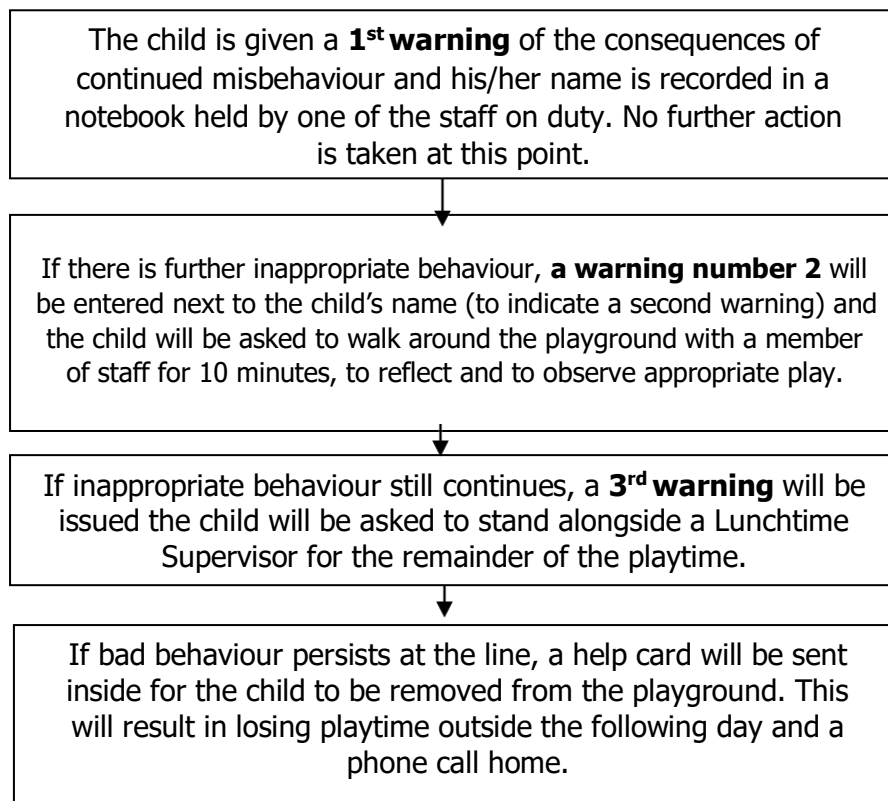 The child is given a 1st warning of the consequences of
continued misbehaviour and his/her name is recorded in a
notebook held by one of the staff on duty. No further action
is taken at this point.
If there is further inappropriate behaviour, a warning number 2 will
be entered next to the child’s name (to indicate a second warning) and
the child will be asked to walk around the playground with a member
of staff for 10 minutes, to reflect and to observe appropriate play.
If inappropriate behaviour still continues, a 3rd warning will be
issued the child will be asked to stand alongside a Lunchtime
Supervisor for the remainder of the playtime.
If bad behaviour persists at the line, a help card will be sent
inside for the child to be removed from the playground. This
will result in losing playtime outside the following day and a
phone call home.